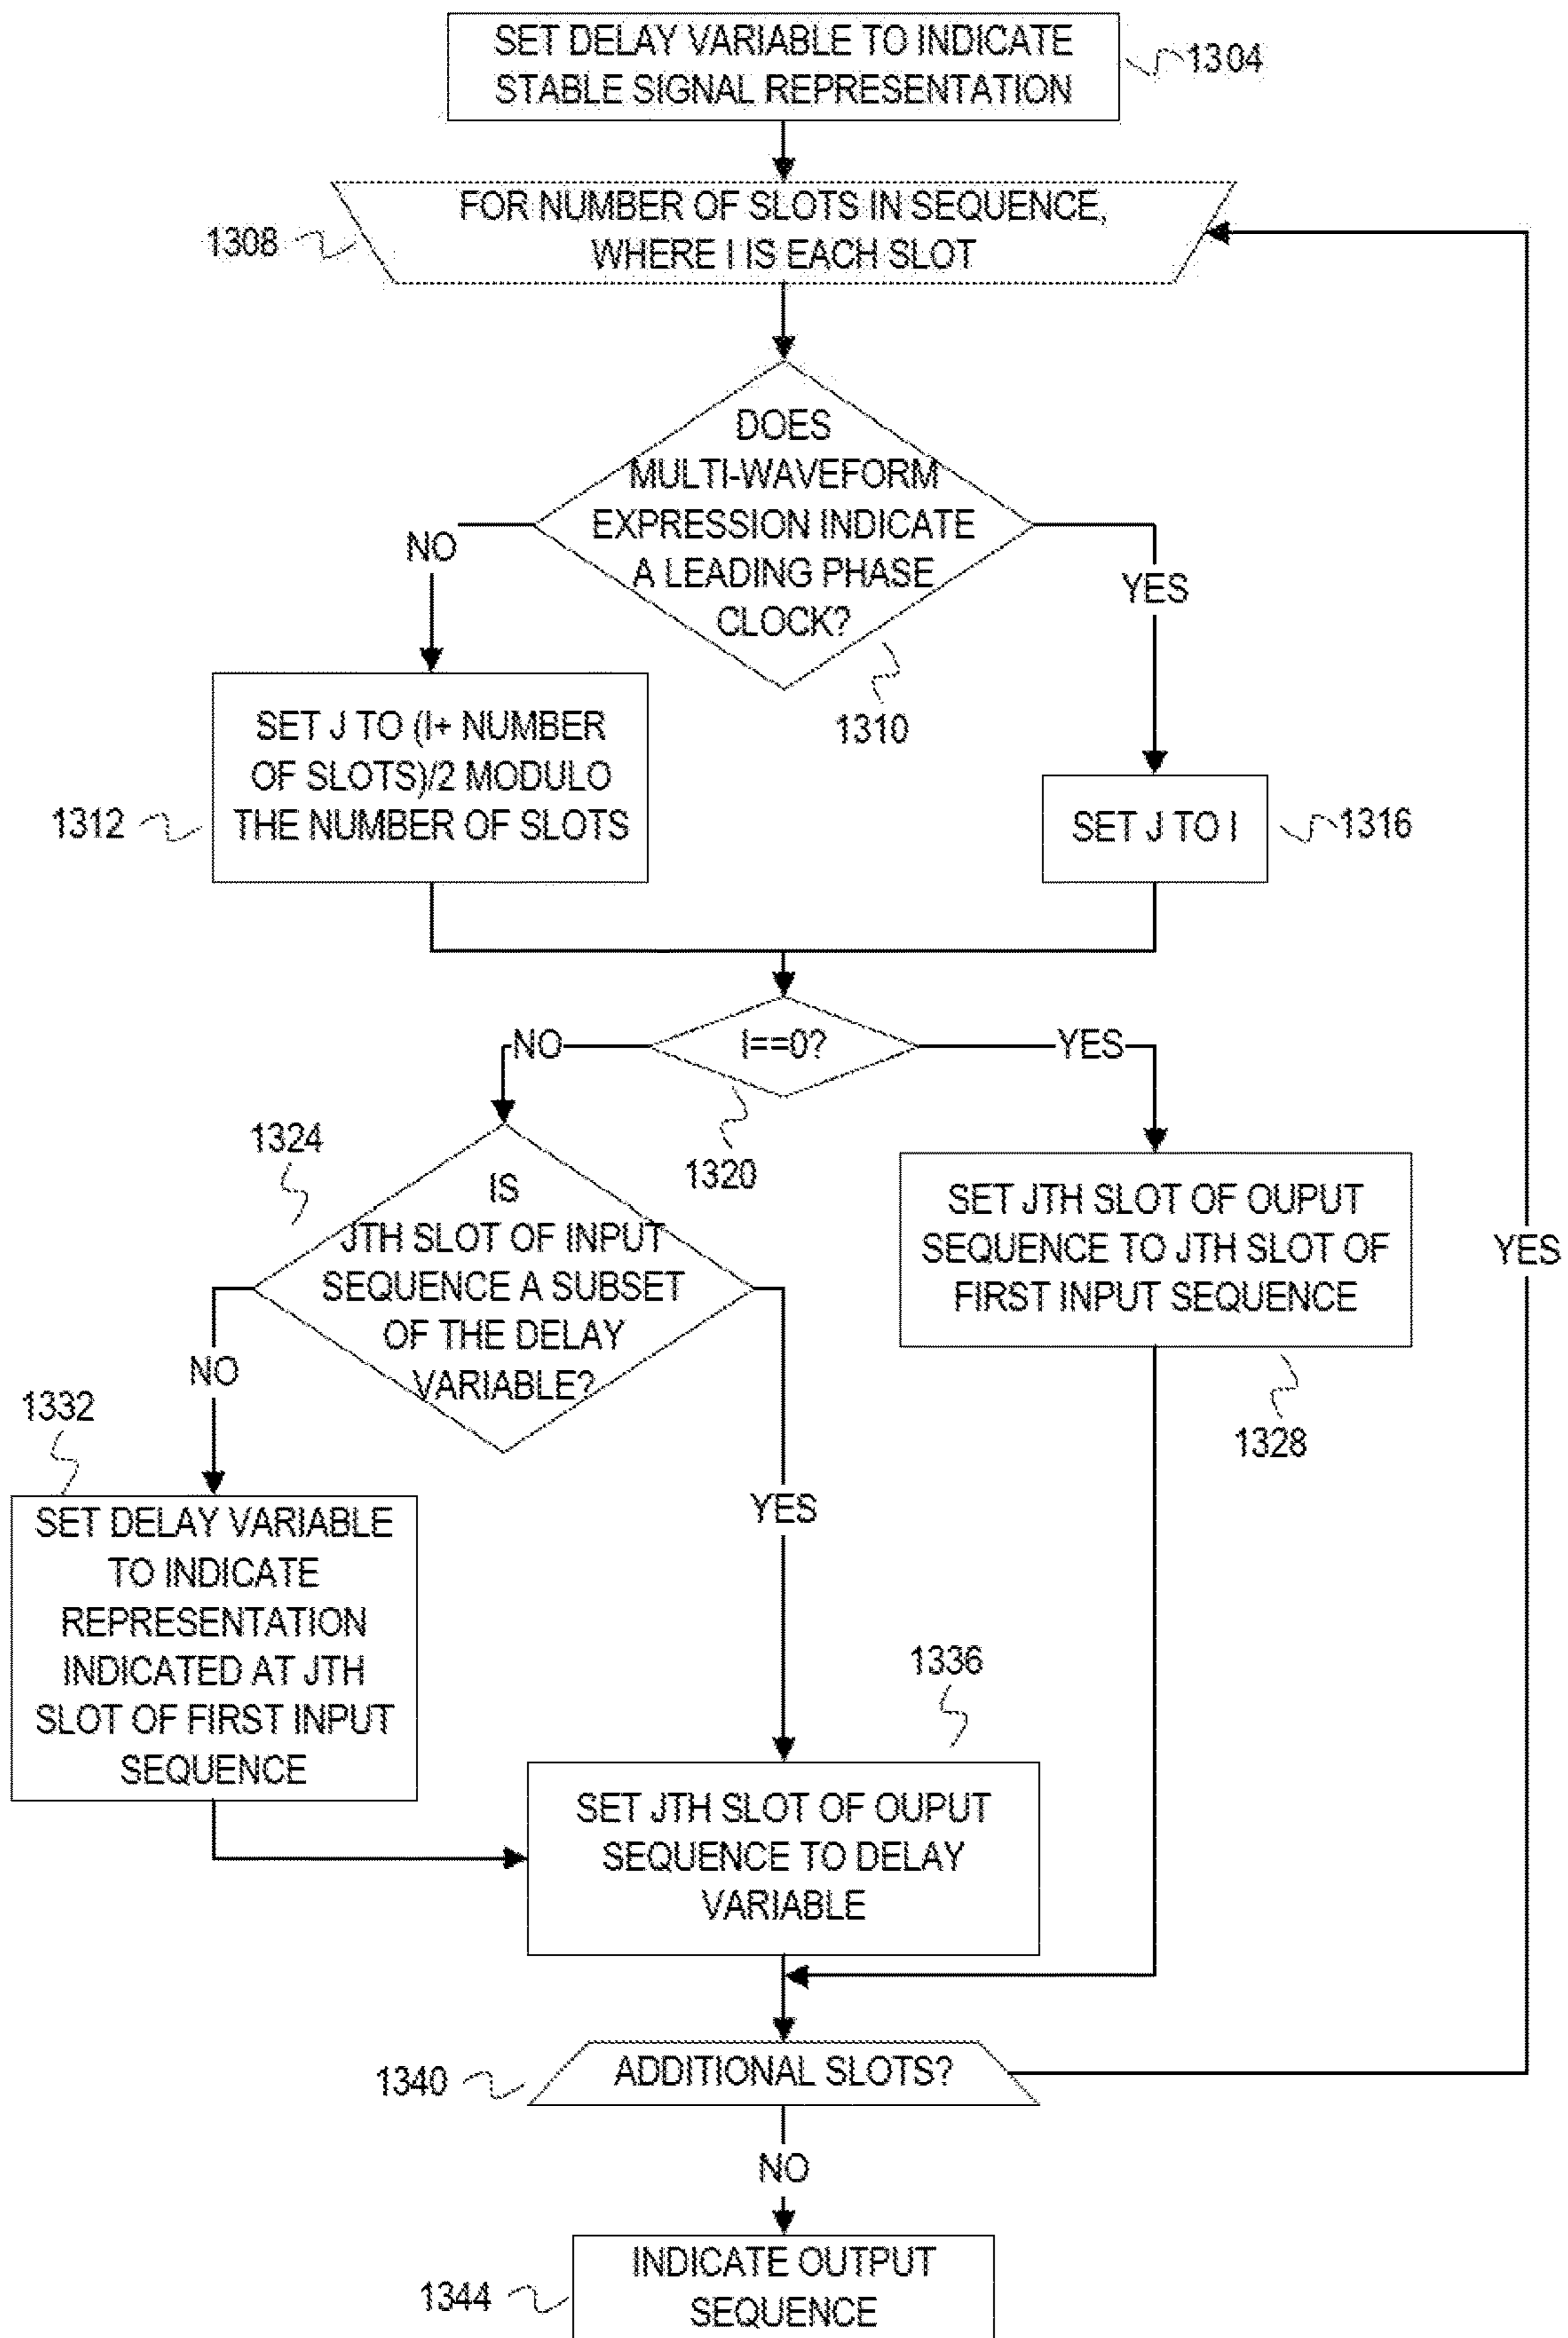 SET DELAY VARIABLE TO INDICATE
STABLE SIGNAL REPRESENTATION
1304
FOR NUMBER OF SLOTS IN SEQUENCE,
WHERE I IS EACH SLOT
1308
DOES
MULTI-WAVEFORM
EXPRESSION INDICATE
A LEADING PHASE
CLOCK?
NO
YES
1310
SET J TO (I+ NUMBER
OF SLOTS)/2 MODULO
THE NUMBER OF SLOTS
1312
SET J TO I
1316
I==0?
NO
YES
1320
1324
IS
JTH SLOT OF INPUT
SEQUENCE A SUBSET
OF THE DELAY
VARIABLE?
SET JTH SLOT OF OUPUT
SEQUENCE TO JTH SLOT OF
FIRST INPUT SEQUENCE
YES
NO
1328
1332
SET DELAY VARIABLE
TO INDICATE
REPRESENTATION
INDICATED AT JTH
SLOT OF FIRST INPUT
SEQUENCE
YES
1336
SET JTH SLOT OF OUPUT
SEQUENCE TO DELAY
VARIABLE
ADDITIONAL SLOTS?
1340
NO
INDICATE OUTPUT
SEQUENCE
1344